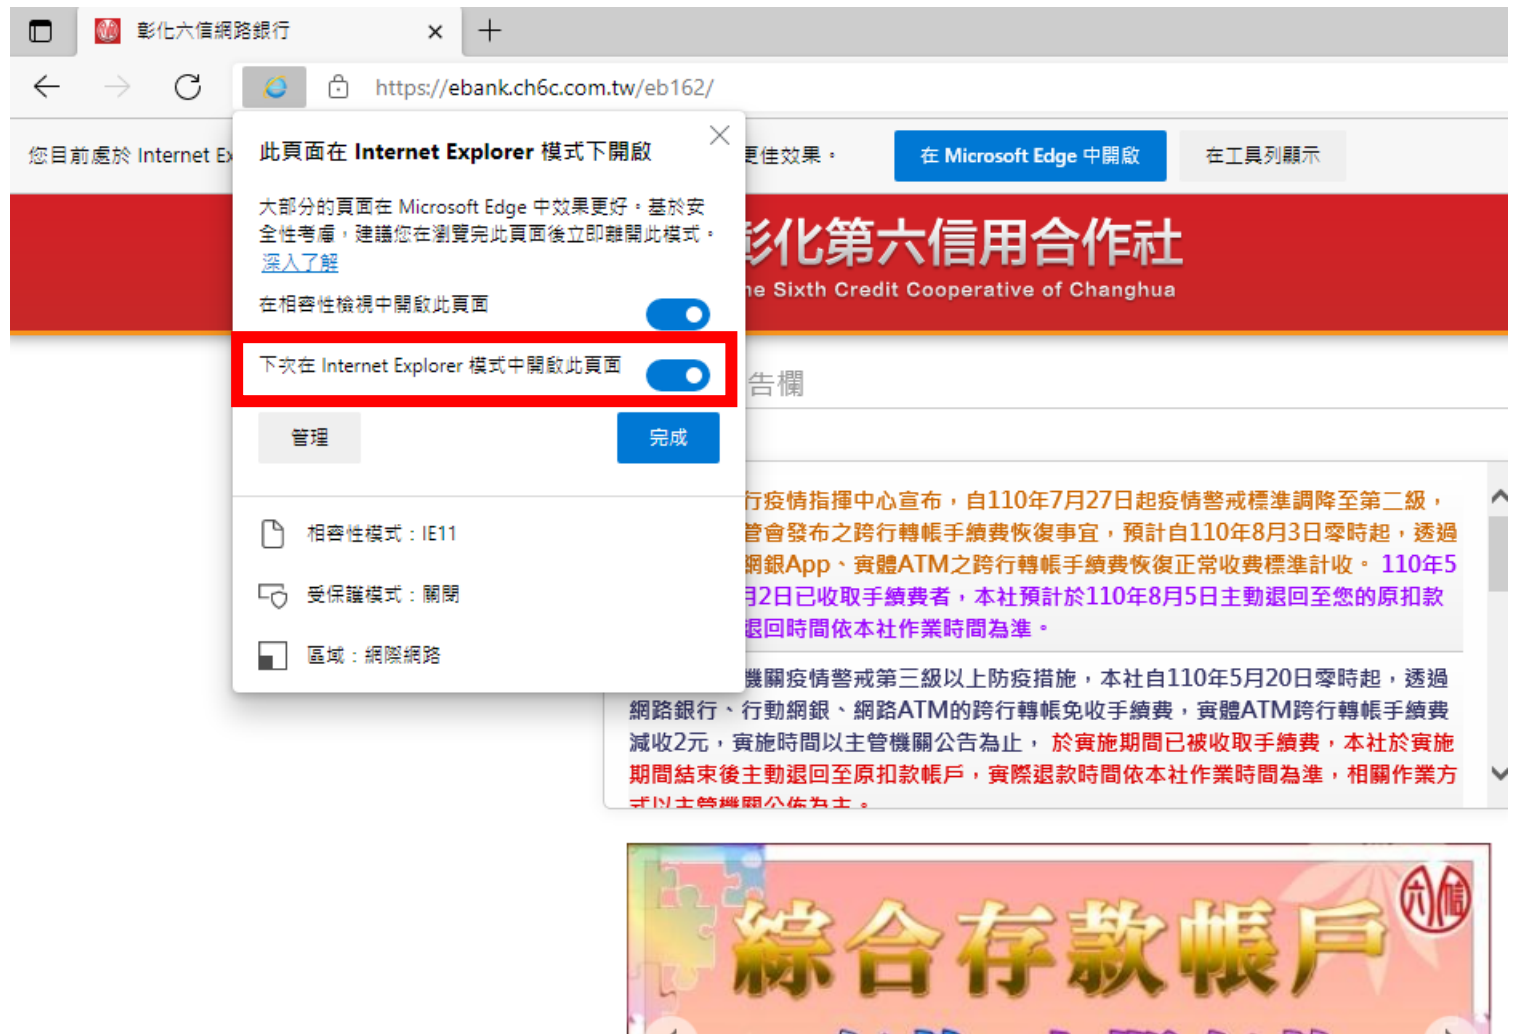 彰化六信網路銀行
https://ebank.ch6c.com.tw/eb162/
您目前處於 Internet Ex
更佳效果。
在 Microsoft Edge 中開啟
在工具列顯示
此頁面在 Internet Explorer 模式下開啟
大部分的頁面在 Microsoft Edge 中效果更好。基於安
全性考慮，建議您在瀏覽完此頁面後立即離開此模式。
深入了解
在相容性檢視中開啟此頁面
下次在 Internet Explorer 模式中開啟此頁面
管理
完成
相容性模式：IE11
受保護模式：關閉
區域：網際網路
彰化第六信用合作社
he Sixth Credit Cooperative of Changhua
告欄
行疫情指揮中心宣布，自110年7月27日起疫情警戒標準調降至第二級，
管會發布之跨行轉帳手續費恢復事宜，預計自110年8月3日零時起，透過
網銀App、實體ATM之跨行轉帳手續費恢復正常收費標準計收。 110年5
月2日已收取手續費者，本社預計於110年8月5日主動退回至您的原扣款
退回時間依本社作業時間為準。
機關疫情警戒第三級以上防疫措施，本社自110年5月20日零時起，透過
網路銀行、行動網銀、網路ATM的跨行轉帳免收手續費，實體ATM跨行轉帳手續費
減收2元，實施時間以主管機關公告為止， 於實施期間已被收取手續費，本社於實施
期間結束後主動退回至原扣款帳戶，實際退款時間依本社作業時間為準，相關作業方
式以主管機關公佈為主。
六信
綜合存款帳戶